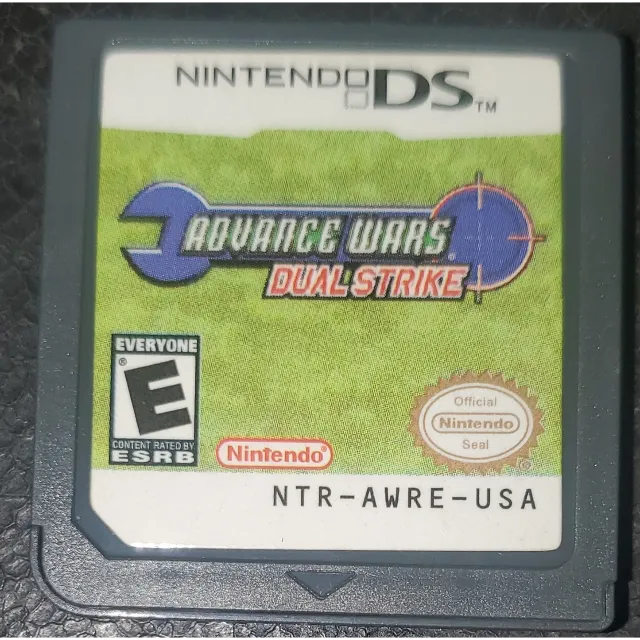 NINTENDO DS™
ADVANCE WARS®
DUAL STRIKE
EVERYONE
®
E
CONTENT RATED BY
ESRB
Nintendo®
Official
Nintendo
Seal
®
NTR-AWRE-USA